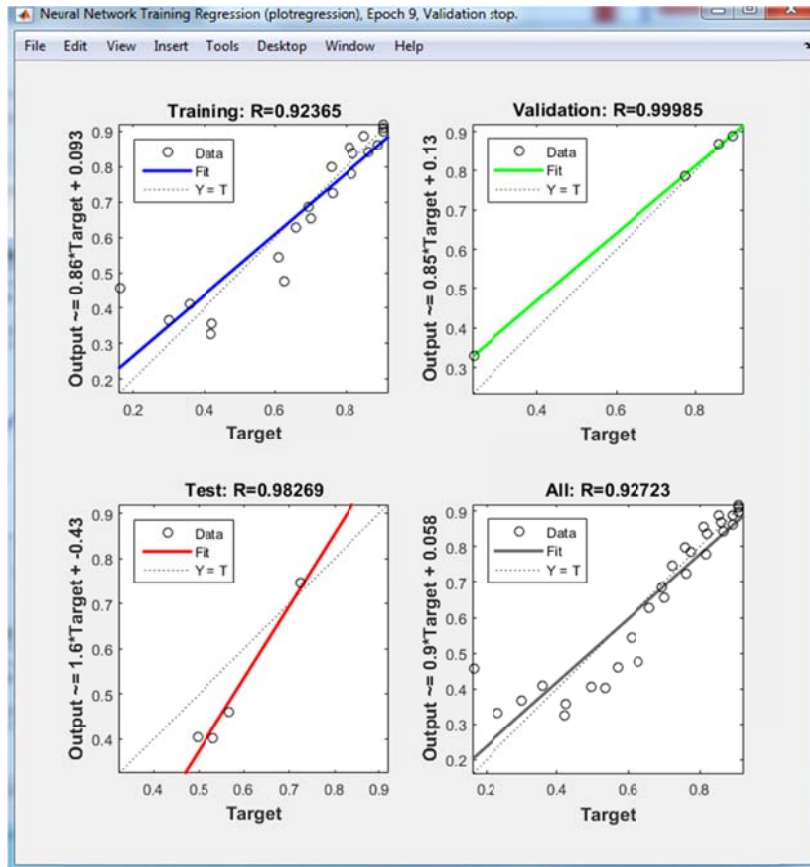 Neural Network Training Regression (plotregression), Epoch 9, Validation stop.
File Edit View Insert Tools Desktop Window Help
Training: R=0.92365
Output ~= 0.86*Target + 0.093
0.9
0.8
0.7
0.6
0.5
0.4
0.3
0.2
Data
Fit
Y = T
0.2 0.4 0.6 0.8
Target
Validation: R=0.99985
Output ~= 0.85*Target + 0.13
0.9
0.8
0.7
0.6
0.5
0.4
0.3
Data
Fit
Y = T
0.4 0.6 0.8
Target
Test: R=0.98269
Output ~= 1.6*Target + -0.43
0.9
0.8
0.7
0.6
0.5
0.4
Data
Fit
Y = T
0.4 0.5 0.6 0.7 0.8 0.9
Target
All: R=0.92723
Output ~= 0.9*Target + 0.058
0.9
0.8
0.7
0.6
0.5
0.4
0.3
0.2
Data
Fit
Y = T
0.2 0.4 0.6 0.8
Target